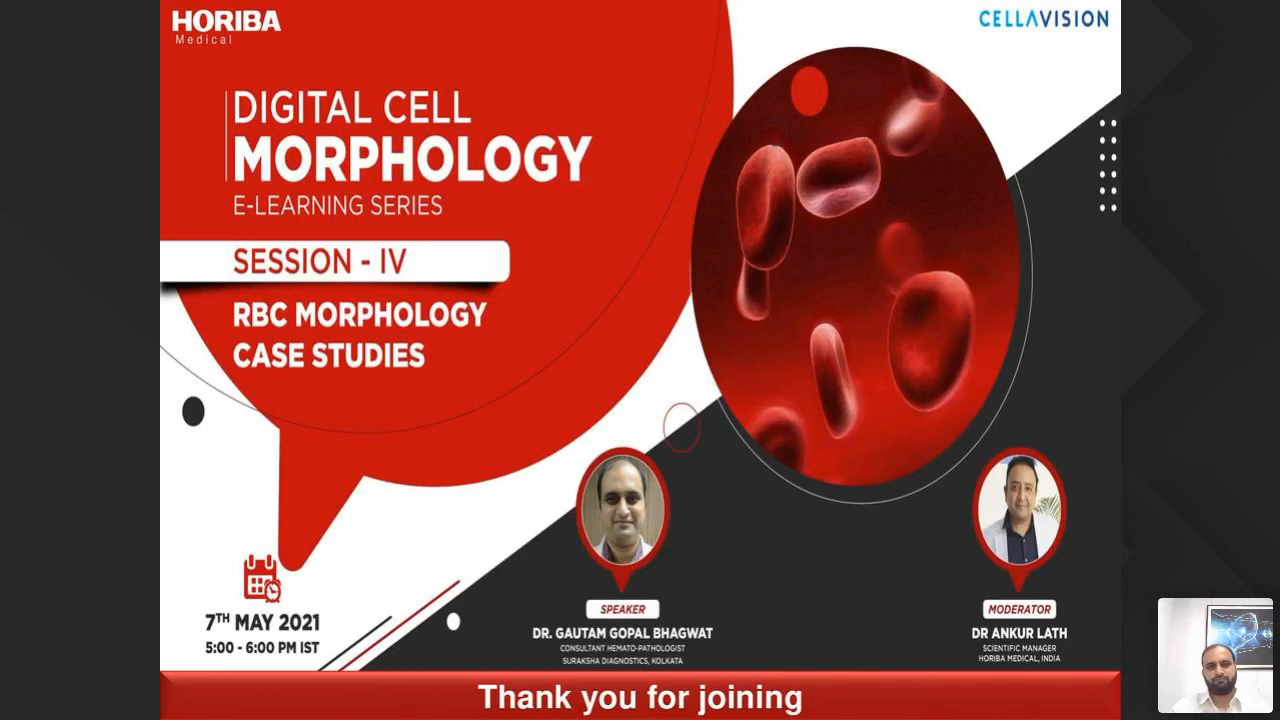 HORIBA
Medical
CELLAVISION
DIGITAL CELL
MORPHOLOGY
E-LEARNING SERIES
SESSION - IV
RBC MORPHOLOGY
CASE STUDIES
7TH MAY 2021
5:00 - 6:00 PM IST
SPEAKER
DR. GAUTAM GOPAL BHAGWAT
CONSULTANT HEMATO-PATHOLOGIST
SURAKSHA DIAGNOSTICS, KOLKATA
MODERATOR
DR ANKUR LATH
SCIENTIFIC MANAGER
HORIBA MEDICAL, INDIA
Thank you for joining